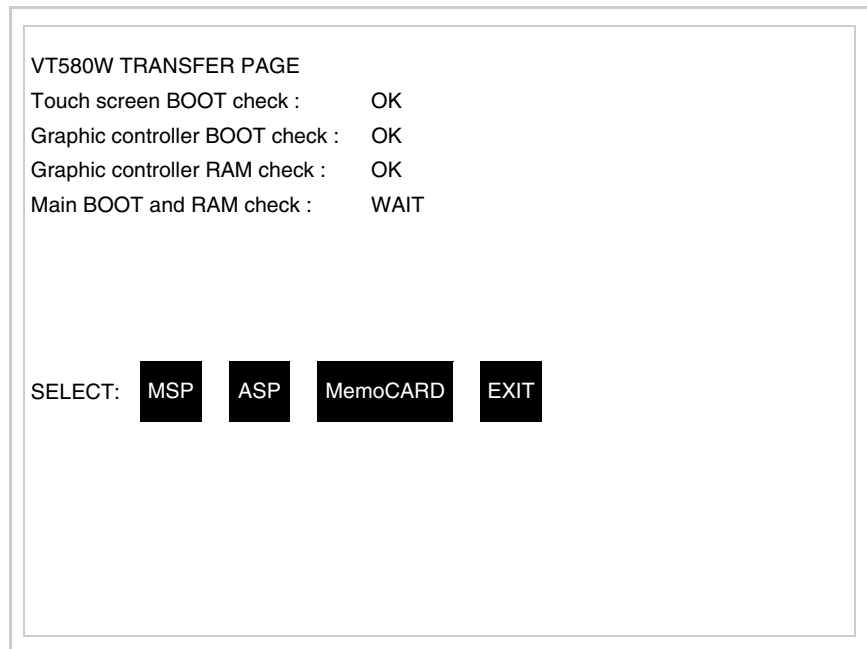 VT580W TRANSFER PAGE
Touch screen BOOT check : OK
Graphic controller BOOT check : OK
Graphic controller RAM check : OK
Main BOOT and RAM check : WAIT
SELECT: MSP ASP MemoCARD EXIT